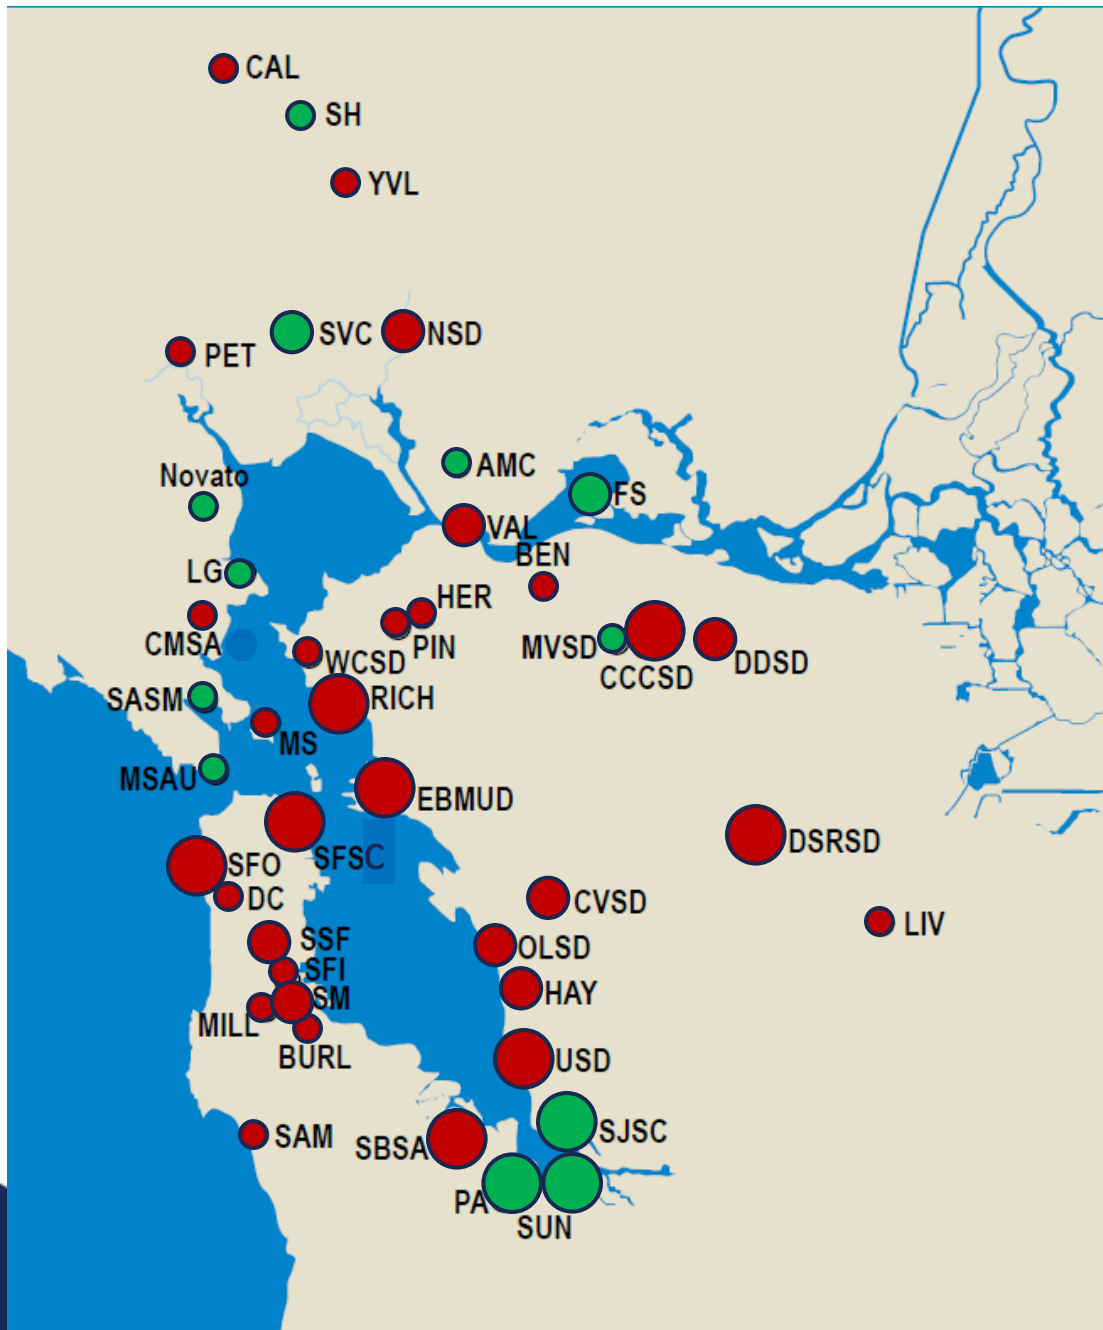 CAL
SH
YVL
SVC
NSD
PET
AMC
Novato
FS
VAL
BEN
LG
HER
CMSA
PIN
MVSD
WCSD
DDSD
CCCSD
SASM
RICH
MS
MSAU
EBMUD
DSRSD
SFSC
SFO
DC
CVSD
LIV
SSF
OLSD
SFI
HAY
SM
MILL
BURL
USD
SJSC
SAM
SBSA
PA
SUN